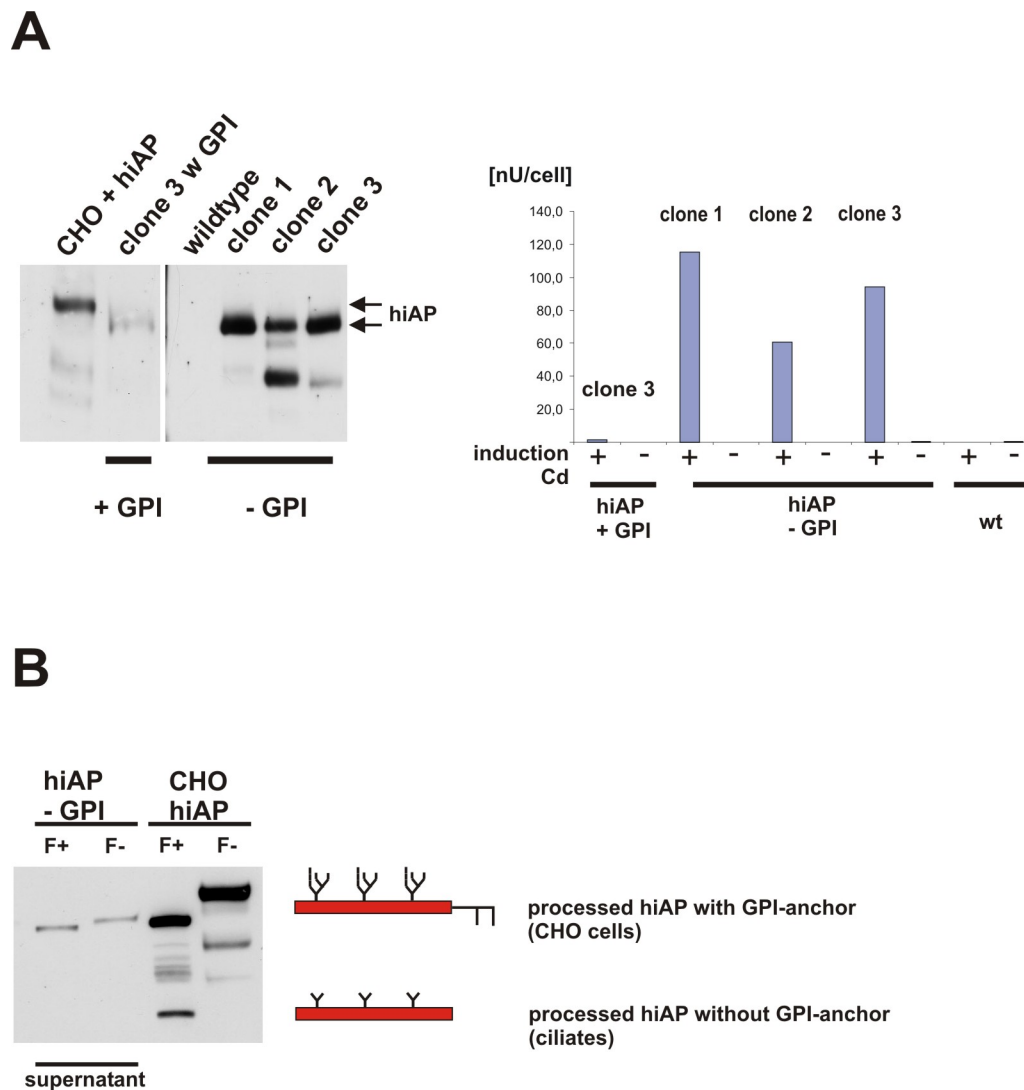 A
CHO + hiAP
clone 3 w GPI
wildtype
clone 1
clone 2
clone 3
hiAP
+ GPI
- GPI
[nU/cell]
140,0
120,0
100,0
80,0
60,0
40,0
20,0
clone 1
clone 2
clone 3
clone 3
induction
Cd
+ - + - + - + - + -
hiAP
+ GPI
hiAP
- GPI
wt
B
hiAP
- GPI
CHO
hiAP
F+ F- F+ F-
supernatant
processed hiAP with GPI-anchor
(CHO cells)
processed hiAP without GPI-anchor
(ciliates)